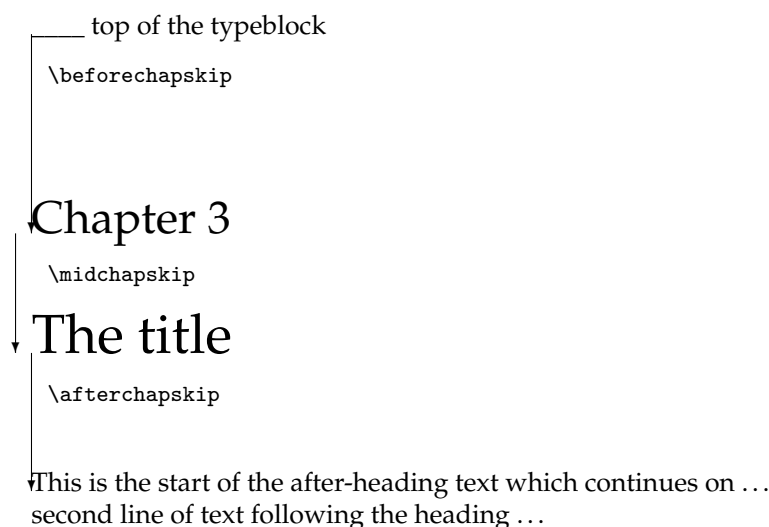 ____ top of the typeblock
\beforechapskip
Chapter 3
\midchapskip
The title
\afterchapskip
This is the start of the after-heading text which continues on ...
second line of text following the heading ...